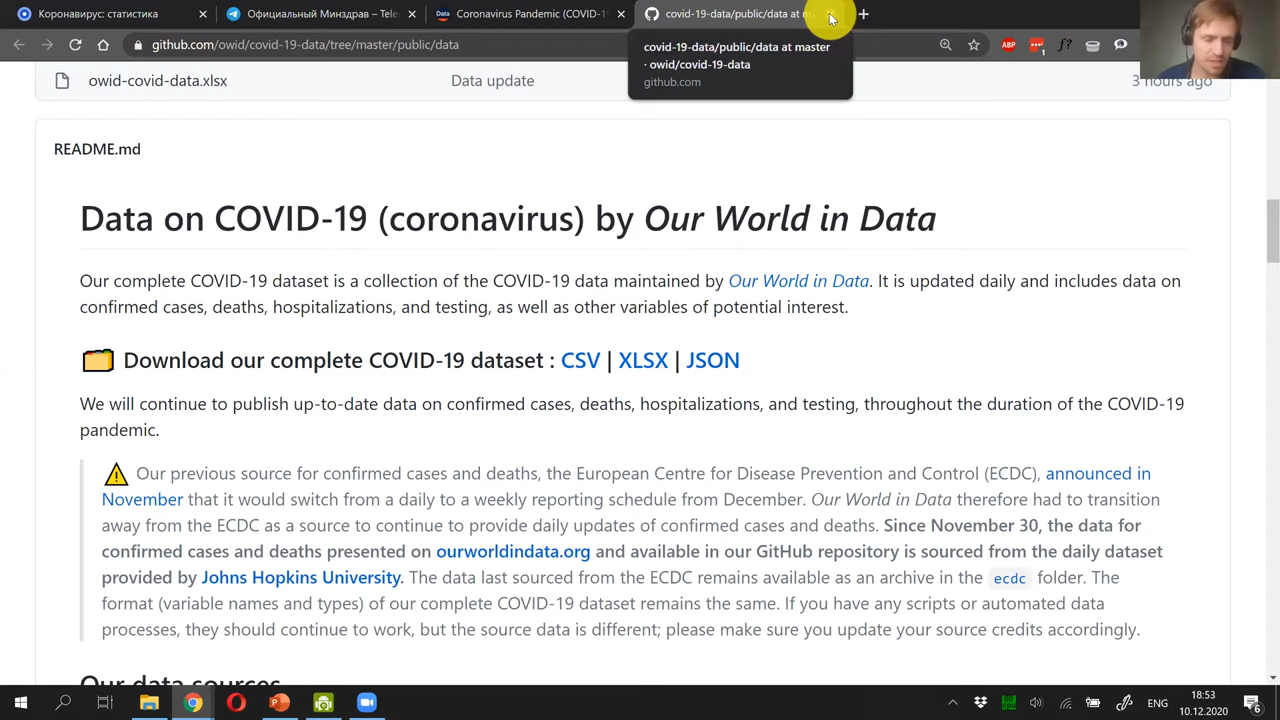 Коронавирус: статистика
Официальный Минздрав – Tele
Coronavirus Pandemic (COVID-1
covid-19-data/public/data at m
github.com/owid/covid-19-data/tree/master/public/data
ABP
1
f?
covid-19-data/public/data at master
· owid/covid-19-data
github.com
owid-covid-data.xlsx
Data update
3 hours ago
README.md
Data on COVID-19 (coronavirus) by Our World in Data
Our complete COVID-19 dataset is a collection of the COVID-19 data maintained by Our World in Data. It is updated daily and includes data on
confirmed cases, deaths, hospitalizations, and testing, as well as other variables of potential interest.
Download our complete COVID-19 dataset : CSV | XLSX | JSON
We will continue to publish up-to-date data on confirmed cases, deaths, hospitalizations, and testing, throughout the duration of the COVID-19
pandemic.
Our previous source for confirmed cases and deaths, the European Centre for Disease Prevention and Control (ECDC), announced in
November that it would switch from a daily to a weekly reporting schedule from December. Our World in Data therefore had to transition
away from the ECDC as a source to continue to provide daily updates of confirmed cases and deaths. Since November 30, the data for
confirmed cases and deaths presented on ourworldindata.org and available in our GitHub repository is sourced from the daily dataset
provided by Johns Hopkins University. The data last sourced from the ECDC remains available as an archive in the ecdc folder. The
format (variable names and types) of our complete COVID-19 dataset remains the same. If you have any scripts or automated data
processes, they should continue to work, but the source data is different; please make sure you update your source credits accordingly.
Our data sources
ENG
18:53
10.12.2020
6